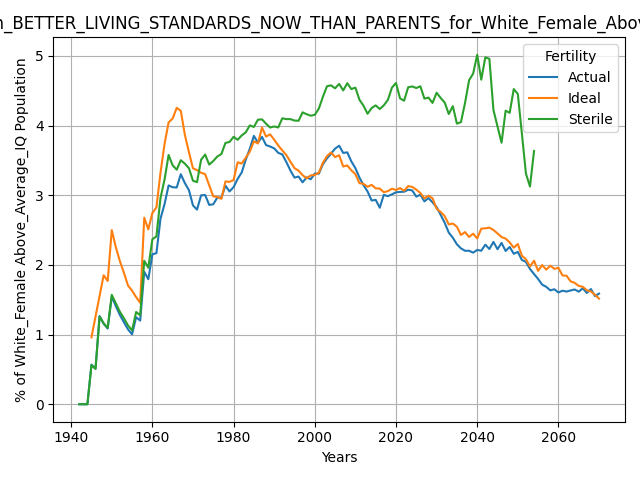 BETTER_LIVING_STANDARDS_NOW_THAN_PARENTS_for_White_Female_Abov
% of White_Female Above_Average_IQ Population
5
4
3
2
1
0
Fertility
Actual
Ideal
Sterile
1940 1960 1980 2000 2020 2040 2060
Years